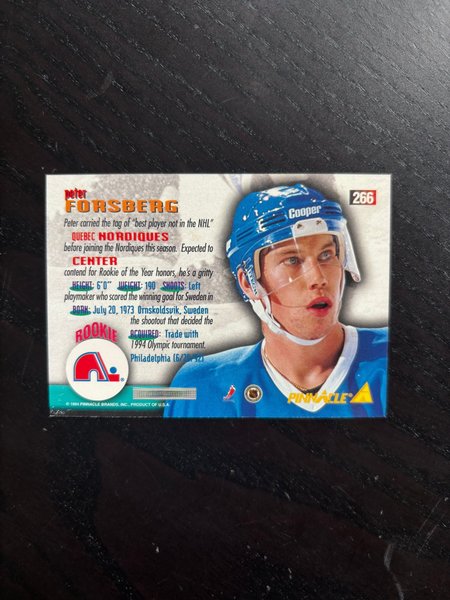 Peter
FORSBERG
266
Cooper
Peter carried the tag of "best player not in the NHL"
QUEBEC NORDIQUES
before joining the Nordiques this season. Expected to
CENTER
contend for Rookie of the Year honors, he's a gritty
HEIGHT: 6'0" WEIGHT: 190 SHOOTS: Left
playmaker who scored the winning goal for Sweden in
BORN: July 20, 1973 Ornskoldsvik, Sweden
the shootout that decided the
ROOKIE
ACQUIRED: Trade with
1994 Olympic tournament.
Philadelphia (6/30/92)
PINNACLE
© 1994 PINNACLE BRANDS, INC. PRODUCT OF U.S.A.